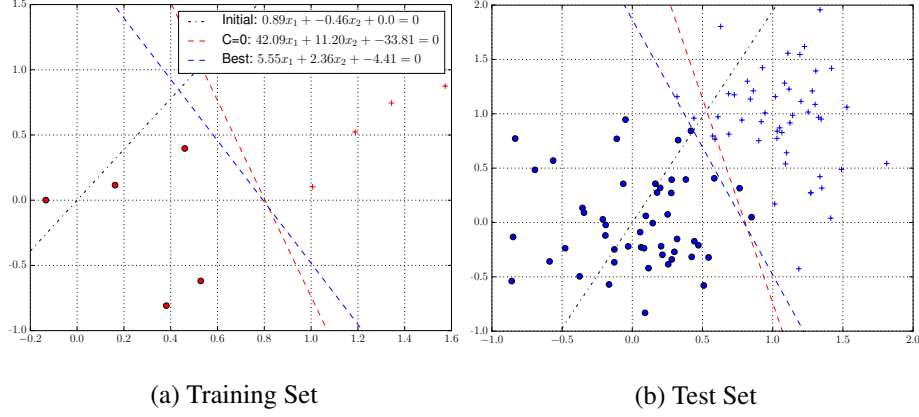 1.5
1.0
0.5
0.0
-0.5
-1.0
−0.2 0.0 0.2 0.4 0.6 0.8 1.0 1.2 1.4 1.6
Initial: 0.89x₁ + −0.46x₂ + 0.0 = 0
C=0: 42.09x₁ + 11.20x₂ + −33.81 = 0
Best: 5.55x₁ + 2.36x₂ + −4.41 = 0
(a) Training Set
2.0
1.5
1.0
0.5
0.0
-0.5
-1.0
−1.0 −0.5 0.0 0.5 1.0 1.5 2.0
(b) Test Set